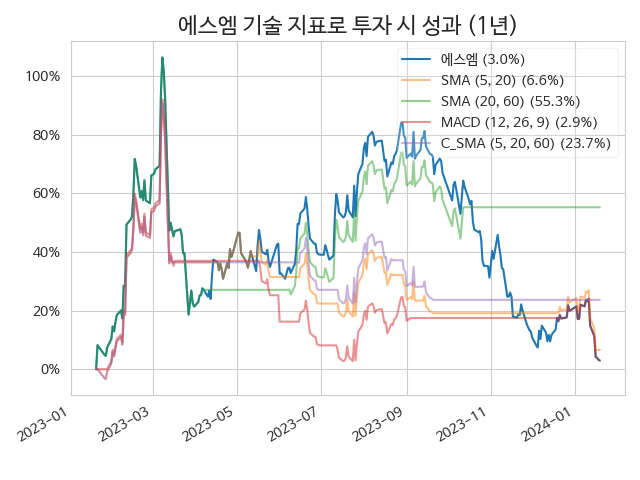 에스엠 기술 지표로 투자 시 성과 (1년)
에스엠 (3.0%)
SMA (5, 20) (6.6%)
SMA (20, 60) (55.3%)
MACD (12, 26, 9) (2.9%)
C_SMA (5, 20, 60) (23.7%)
100%
80%
60%
40%
20%
0%
2023-01
2023-03
2023-05
2023-07
2023-09
2023-11
2024-01